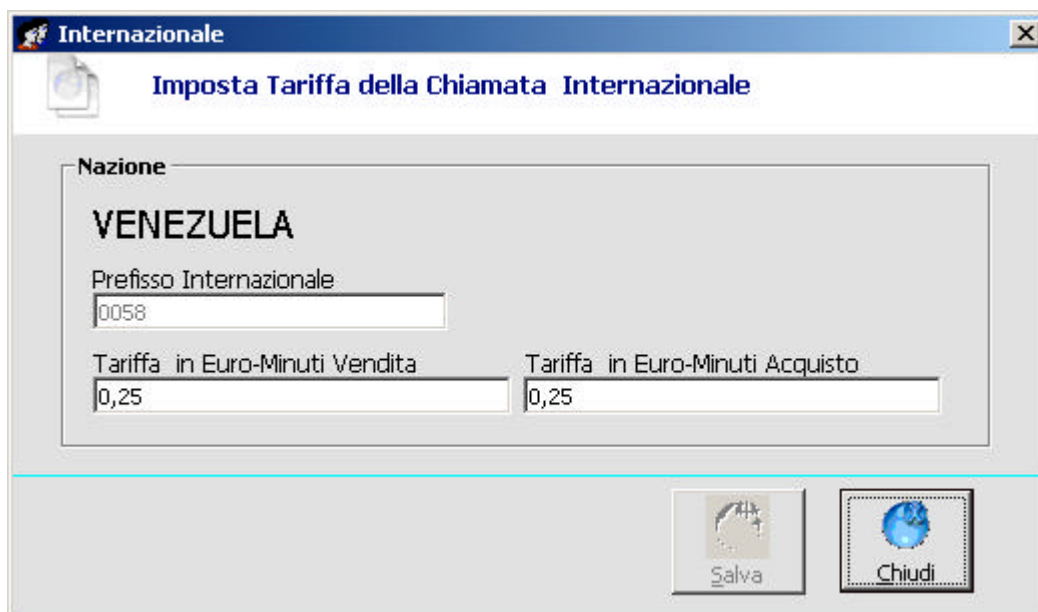 Internazionale
Imposta Tariffa della Chiamata Internazionale
Nazione
VENEZUELA
Prefisso Internazionale
0058
Tariffa in Euro-Minuti Vendita Tariffa in Euro-Minuti Acquisto
0,25 0,25
Salva Chiudi